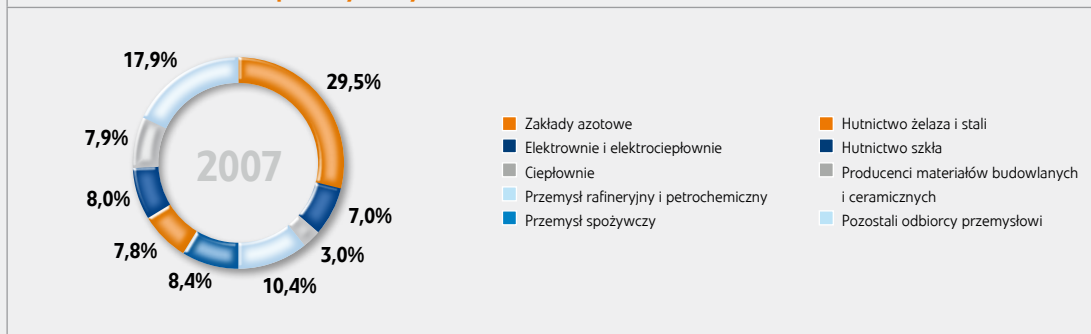 17,9%
29,5%
7,9%
2007
8,0%
7,0%
7,8%
3,0%
8,4%
10,4%
Zakłady azotowe
Elektrownie i elektrociepłownie
Ciepłownie
Przemysł rafineryjny i petrochemiczny
Przemysł spożywczy
Hutnictwo żelaza i stali
Hutnictwo szkła
Producenci materiałów budowlanych
i ceramicznych
Pozostali odbiorcy przemysłowi